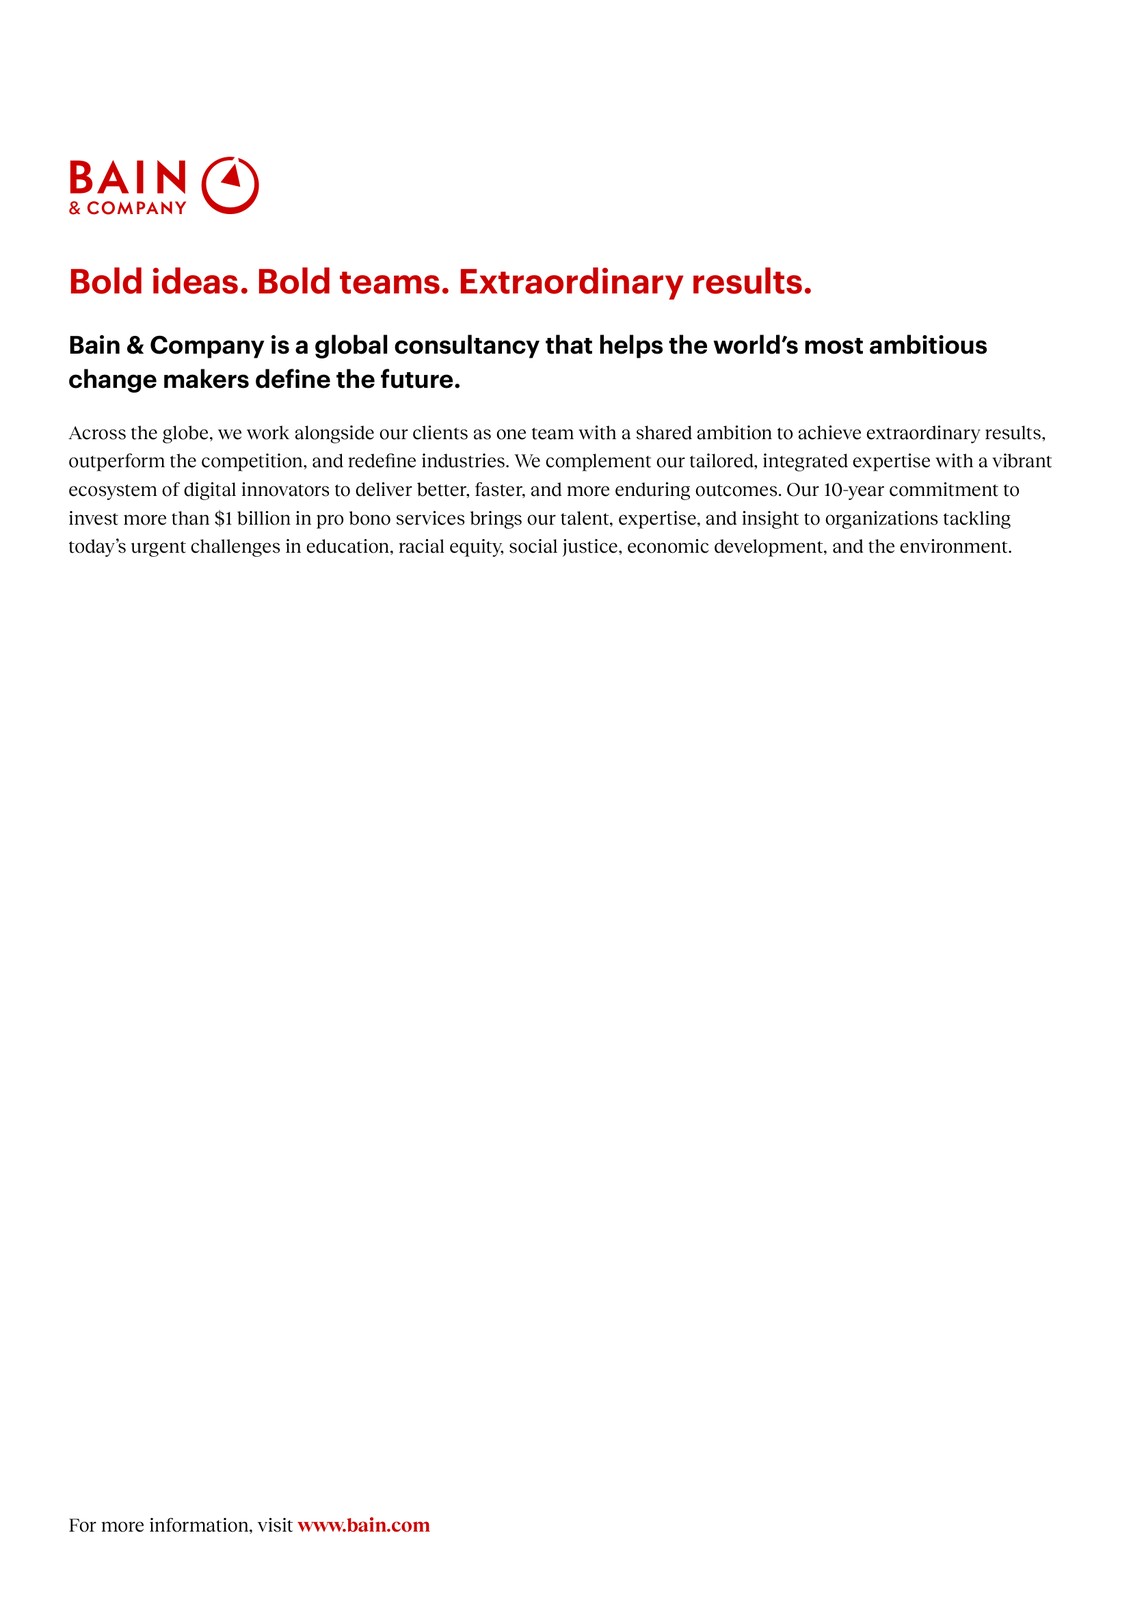 BAIN
& COMPANY
Bold ideas. Bold teams. Extraordinary results.
Bain & Company is a global consultancy that helps the world’s most ambitious
change makers define the future.
Across the globe, we work alongside our clients as one team with a shared ambition to achieve extraordinary results,
outperform the competition, and redefine industries. We complement our tailored, integrated expertise with a vibrant
ecosystem of digital innovators to deliver better, faster, and more enduring outcomes. Our 10-year commitment to
invest more than $1 billion in pro bono services brings our talent, expertise, and insight to organizations tackling
today’s urgent challenges in education, racial equity, social justice, economic development, and the environment.
For more information, visit www.bain.com